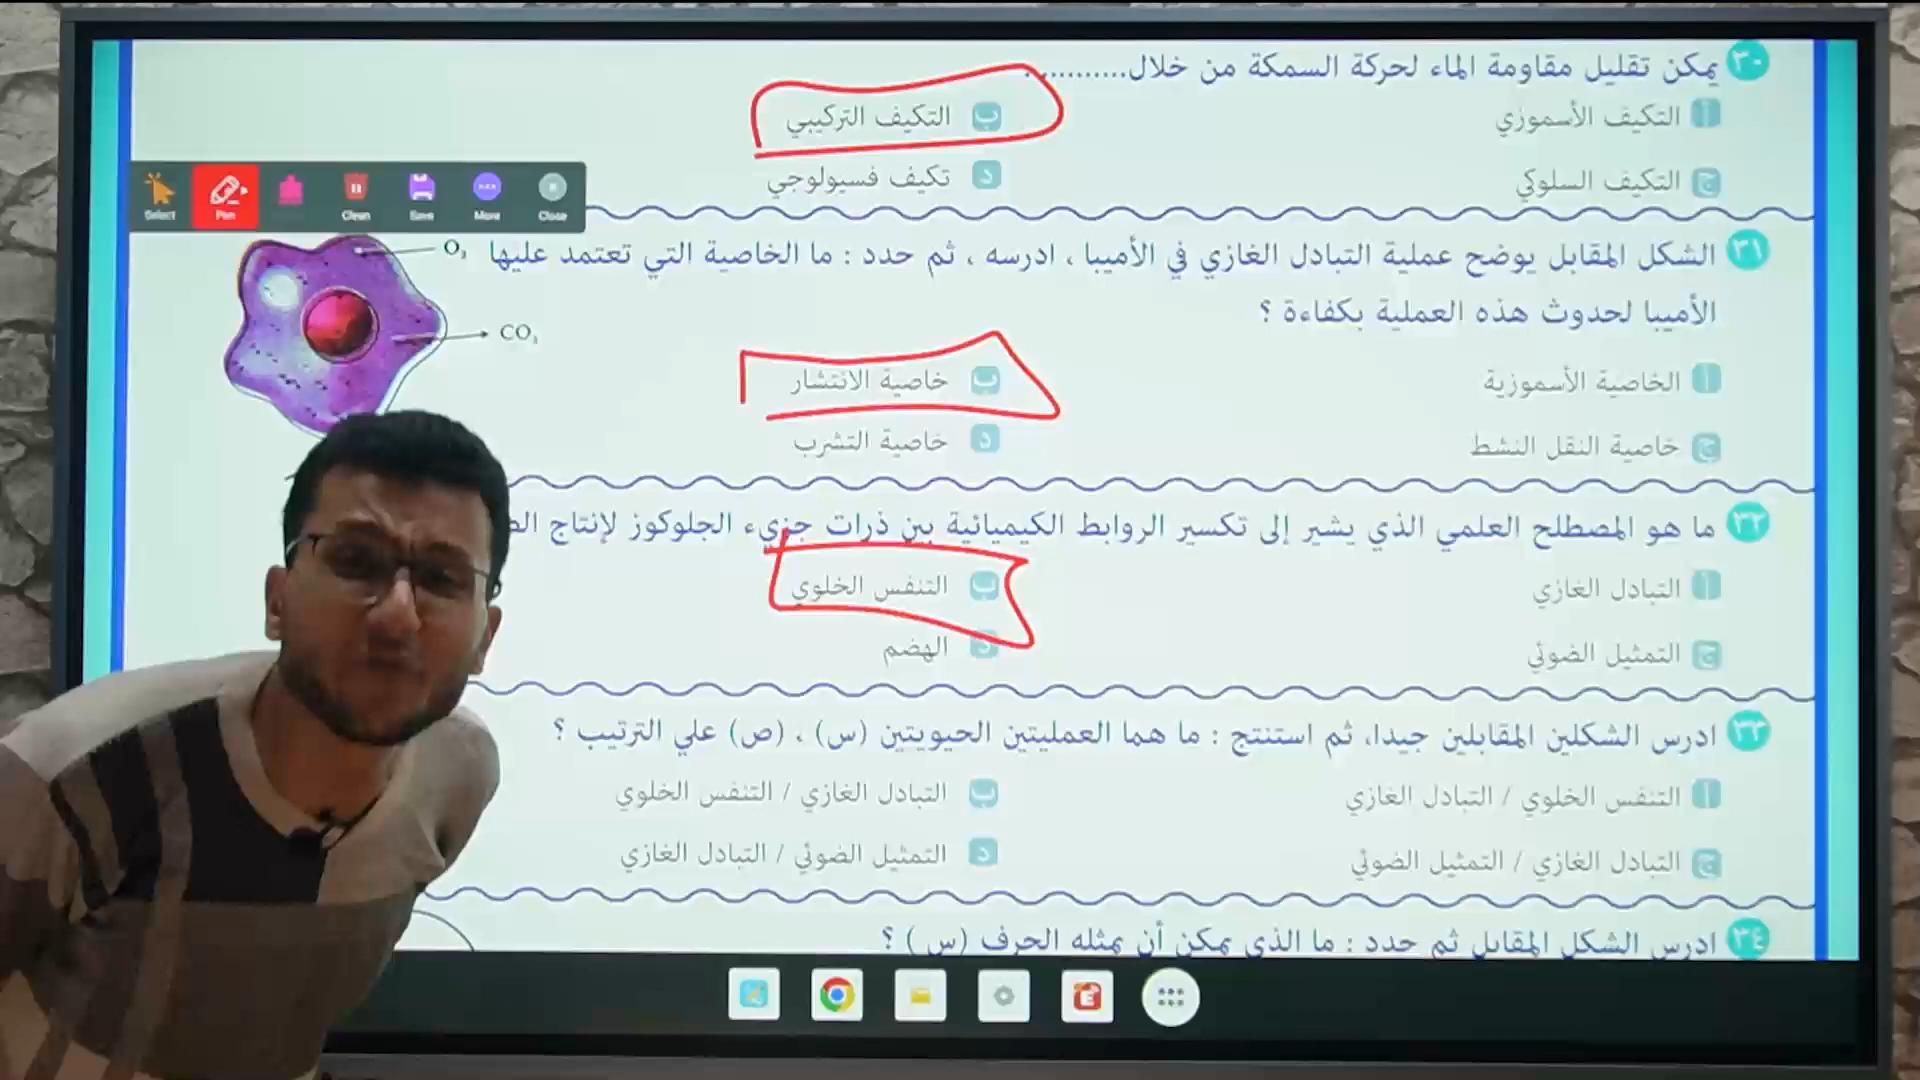 ٣٠ يمكن تقليل مقاومة الماء لحركة السمكة من خلال............
أ التكيف الأسموزي
ب التكيف التركيبي
ج التكيف السلوكي
د تكيف فسيولوجي
Select Pen Clean Save More Close
٣١ الشكل المقابل يوضح عملية التبادل الغازي في الأميبا ، ادرسه ، ثم حدد : ما الخاصية التي تعتمد عليها
الأميبا لحدوث هذه العملية بكفاءة ؟
O₂
CO₂
أ الخاصية الأسموزية
ب خاصية الانتشار
ج خاصية النقل النشط
د خاصية التشرب
٣٢ ما هو المصطلح العلمي الذي يشير إلى تكسير الروابط الكيميائية بين ذرات جزيء الجلوكوز لإنتاج
أ التبادل الغازي
ب التنفس الخلوي
ج التمثيل الضوئي
د الهضم
٣٣ ادرس الشكلين المقابلين جيدا، ثم استنتج : ما هما العمليتين الحيويتين (س) ، (ص) علي الترتيب ؟
أ التنفس الخلوي / التبادل الغازي
ب التبادل الغازي / التنفس الخلوي
ج التبادل الغازي / التمثيل الضوئي
د التمثيل الضوئي / التبادل الغازي
٣٤ ادرس الشكل المقابل ثم حدد : ما الذي يمكن أن يمثله الحرف (س) ؟